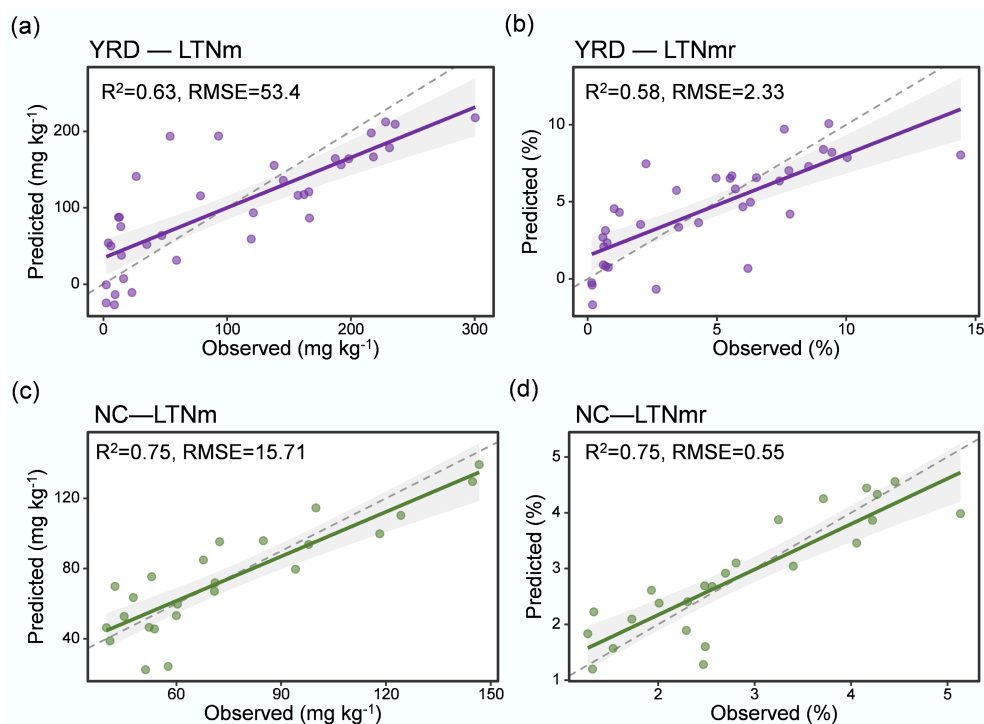 (a)
YRD — LTNm
R²=0.63, RMSE=53.4
Predicted (mg kg⁻¹)
200
100
0
0 100 200 300
Observed (mg kg⁻¹)
(b)
YRD — LTNmr
R²=0.58, RMSE=2.33
Predicted (%)
10
5
0
0 5 10 15
Observed (%)
(c)
NC—LTNm
R²=0.75, RMSE=15.71
Predicted (mg kg⁻¹)
120
80
40
60 90 120 150
Observed (mg kg⁻¹)
(d)
NC—LTNmr
R²=0.75, RMSE=0.55
Predicted (%)
5
4
3
2
1
2 3 4 5
Observed (%)